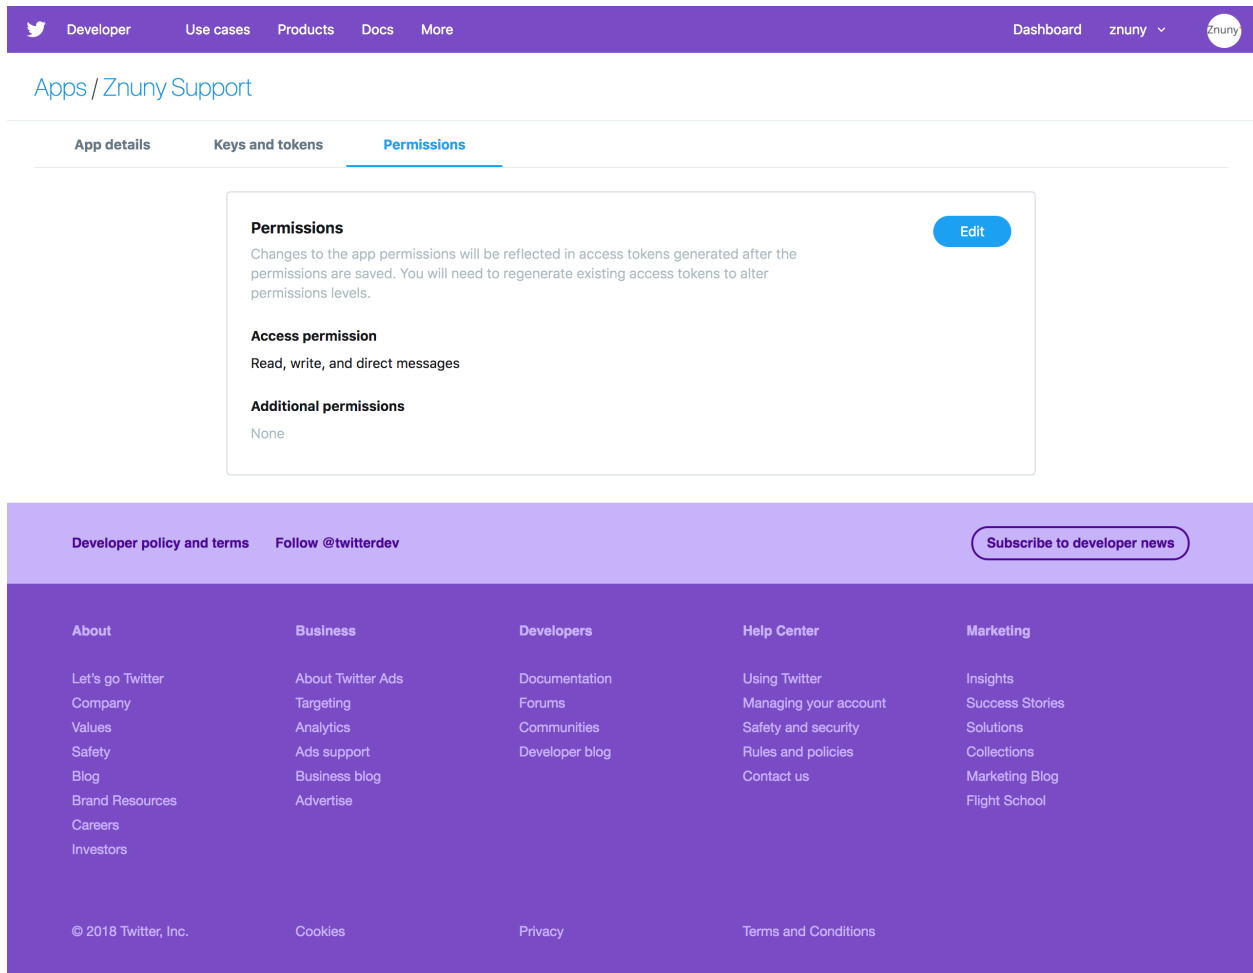 Developer Use cases Products Docs More Dashboard znuny Znuny
Apps / Znuny Support
App details Keys and tokens Permissions
Permissions Edit
Changes to the app permissions will be reflected in access tokens generated after the
permissions are saved. You will need to regenerate existing access tokens to alter
permissions levels.
Access permission
Read, write, and direct messages
Additional permissions
None
Developer policy and terms Follow @twitterdev Subscribe to developer news
About Business Developers Help Center Marketing
Let's go Twitter About Twitter Ads Documentation Using Twitter Insights
Company Targeting Forums Managing your account Success Stories
Values Analytics Communities Safety and security Solutions
Safety Ads support Developer blog Rules and policies Collections
Blog Business blog Contact us Marketing Blog
Brand Resources Advertise Flight School
Careers
Investors
© 2018 Twitter, Inc. Cookies Privacy Terms and Conditions